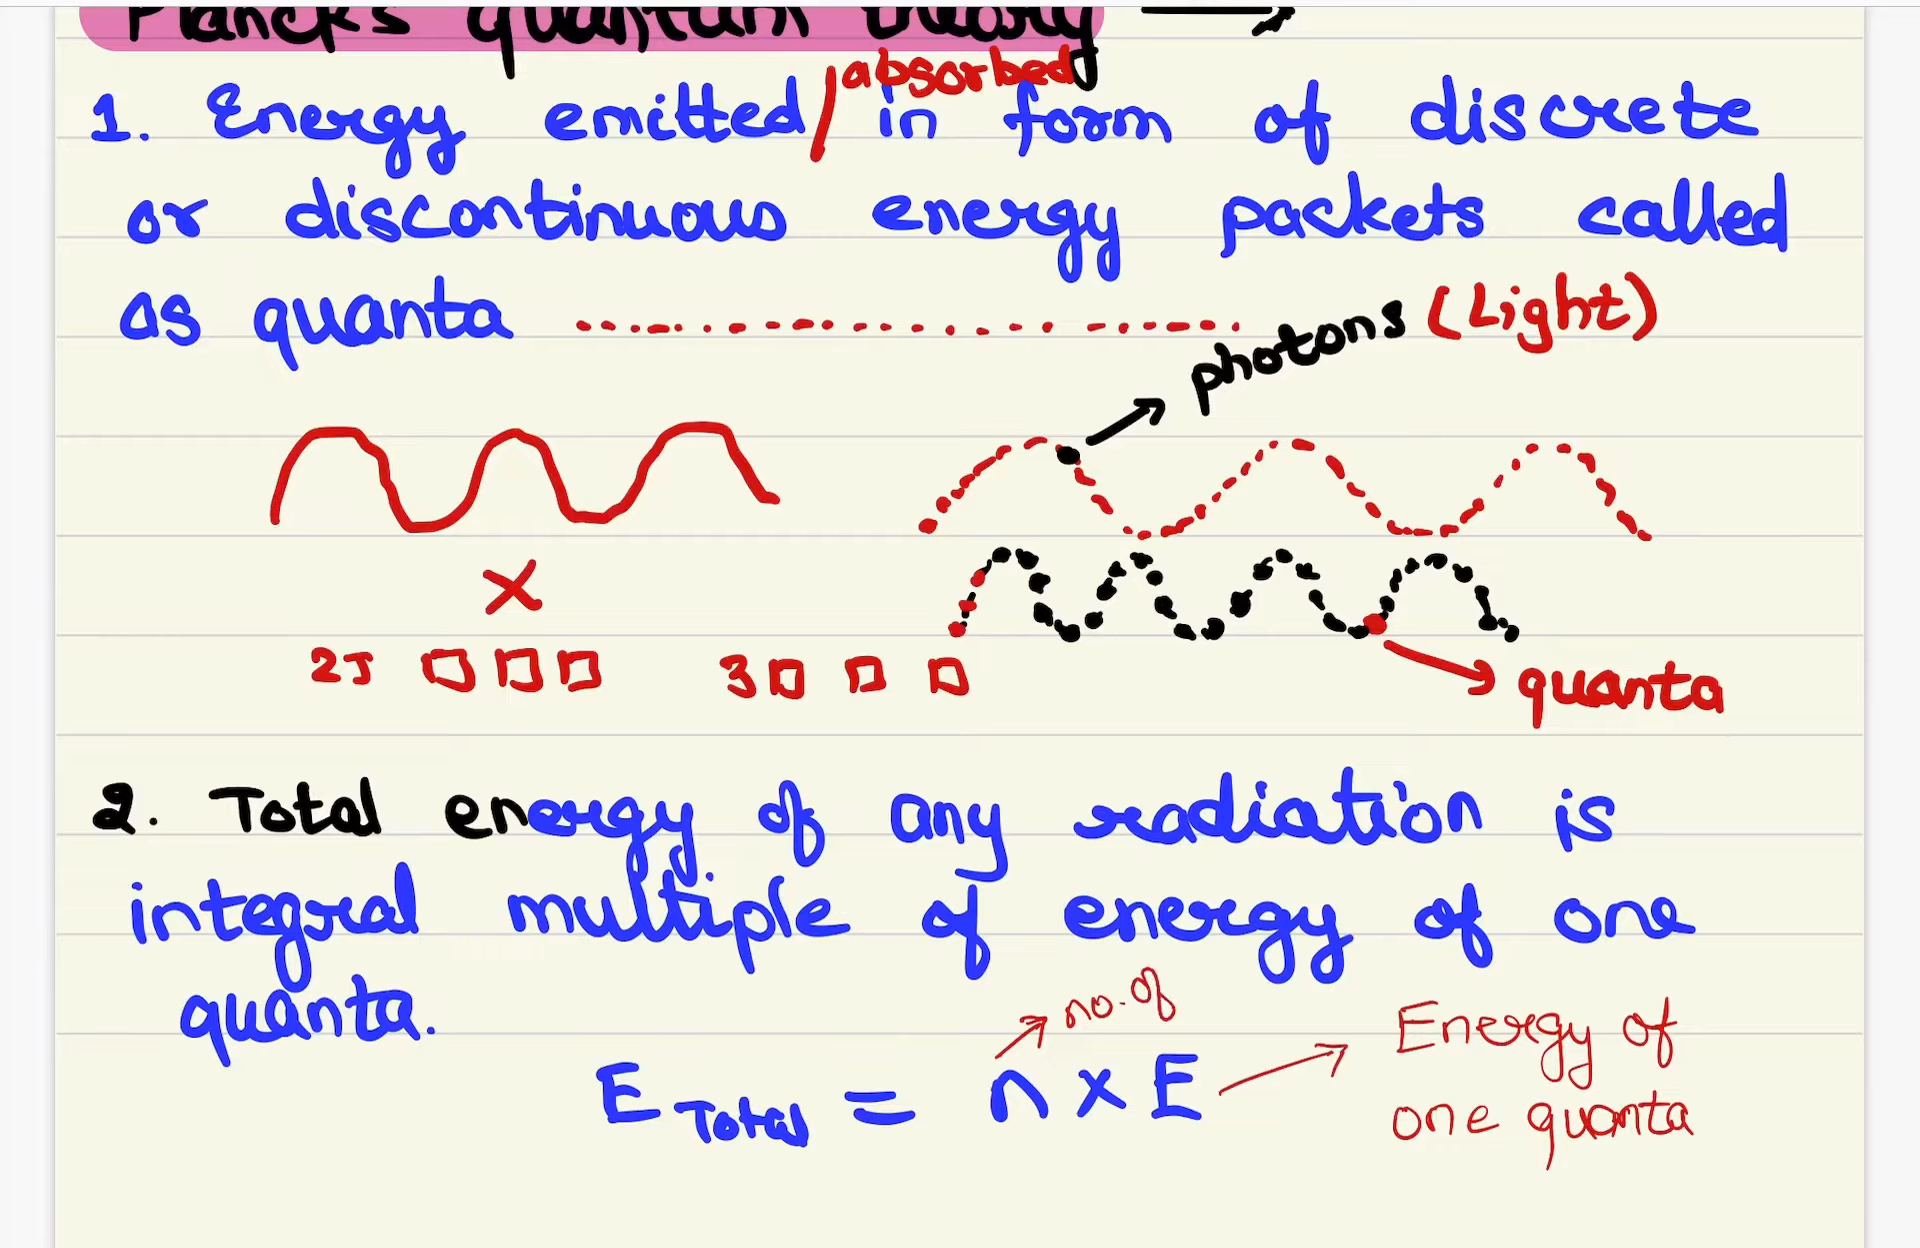 Planck's quantum theory
absorbed
1. Energy emitted / in form of discrete
or discontinuous energy packets called
as quanta
photons (Light)
2J
3
quanta
2. Total energy of any radiation is
integral multiple of energy of one
quanta.
no. of
E Total = n x E
Energy of
one quanta